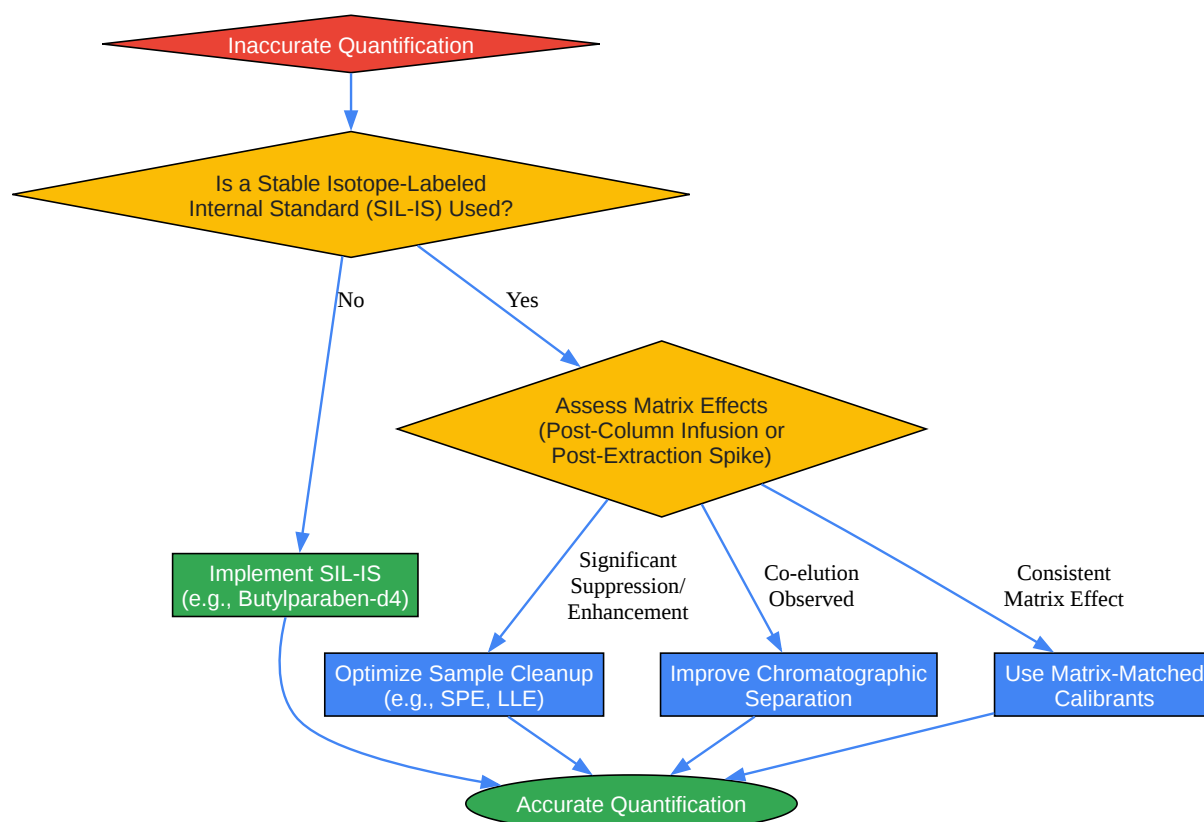 Inaccurate Quantification
Is a Stable Isotope-Labeled
Internal Standard (SIL-IS) Used?
No
Yes
Assess Matrix Effects
(Post-Column Infusion or
Post-Extraction Spike)
Implement SIL-IS
(e.g., Butylparaben-d4)
Significant
Suppression/
Enhancement
Co-elution
Observed
Consistent
Matrix Effect
Optimize Sample Cleanup
(e.g., SPE, LLE)
Improve Chromatographic
Separation
Use Matrix-Matched
Calibrants
Accurate Quantification